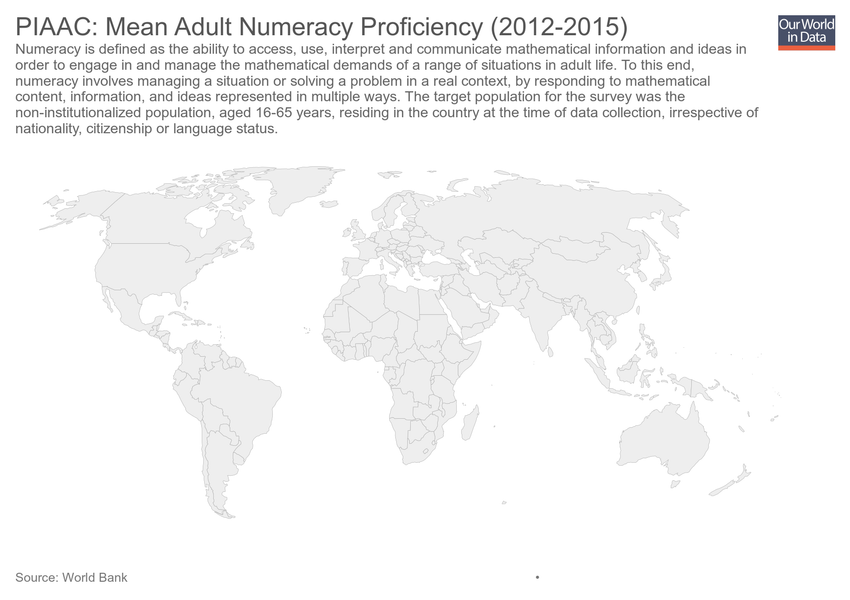 PIAAC: Mean Adult Numeracy Proficiency (2012-2015)
Our World
in Data
Numeracy is defined as the ability to access, use, interpret and communicate mathematical information and ideas in
order to engage in and manage the mathematical demands of a range of situations in adult life. To this end,
numeracy involves managing a situation or solving a problem in a real context, by responding to mathematical
content, information, and ideas represented in multiple ways. The target population for the survey was the
non-institutionalized population, aged 16-65 years, residing in the country at the time of data collection, irrespective of
nationality, citizenship or language status.
Source: World Bank
•